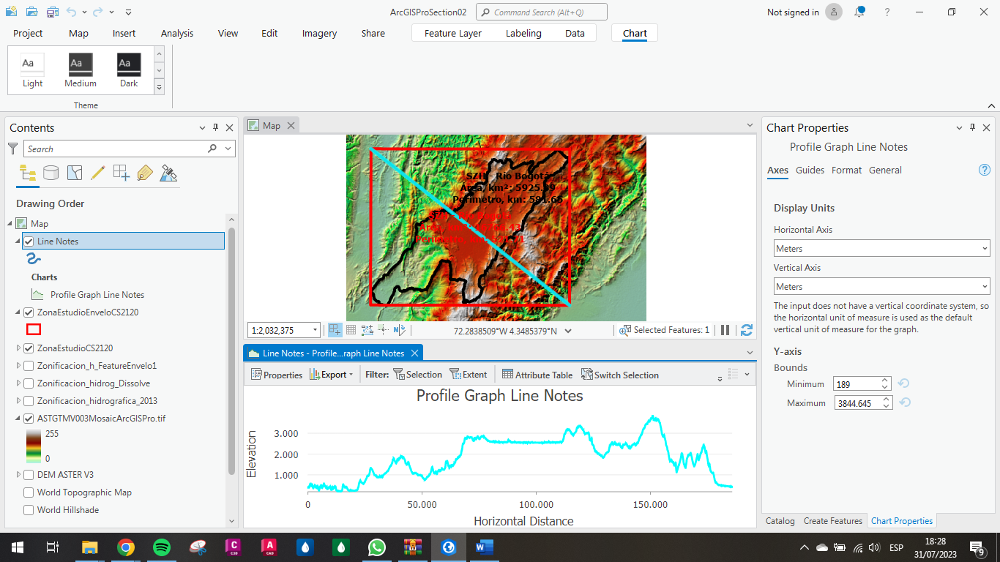 ArcGISProSection02
Command Search (Alt+Q)
Not signed in
?
Project
Map
Insert
Analysis
View
Edit
Imagery
Share
Feature Layer
Labeling
Data
Chart
Aa
Aa
Aa
Light
Medium
Dark
Theme
Contents
Search
Drawing Order
Map
Line Notes
Charts
Profile Graph Line Notes
ZonaEstudioEnveloCS2120
ZonaEstudioCS2120
Zonificacion_h_FeatureEnvelo1
Zonificacion_hidrog_Dissolve
Zonificacion_hidrografica_2013
ASTGTMV003MosaicArcGISPro.tif
255
0
DEM ASTER V3
World Topographic Map
World Hillshade
Map
SZH - Río Bogotá
Área, km²: 5925.59
Perímetro, km: 581.65
1:2,032,375
72.2838509°W 4.3485379°N
Selected Features: 1
Line Notes - Profile...raph Line Notes
Properties
Export
Filter:
Selection
Extent
Attribute Table
Switch Selection
Profile Graph Line Notes
Elevation
3.000
2.000
1.000
0
50.000
100.000
150.000
Horizontal Distance
Chart Properties
Profile Graph Line Notes
Axes
Guides
Format
General
?
Display Units
Horizontal Axis
Meters
Vertical Axis
Meters
The input does not have a vertical coordinate system, so
the horizontal unit of measure is used as the default
vertical unit of measure for the graph.
Y-axis
Bounds
Minimum
189
Maximum
3844.645
Catalog
Create Features
Chart Properties
C
C3D
A
CAD
W
ESP
18:28
31/07/2023
9